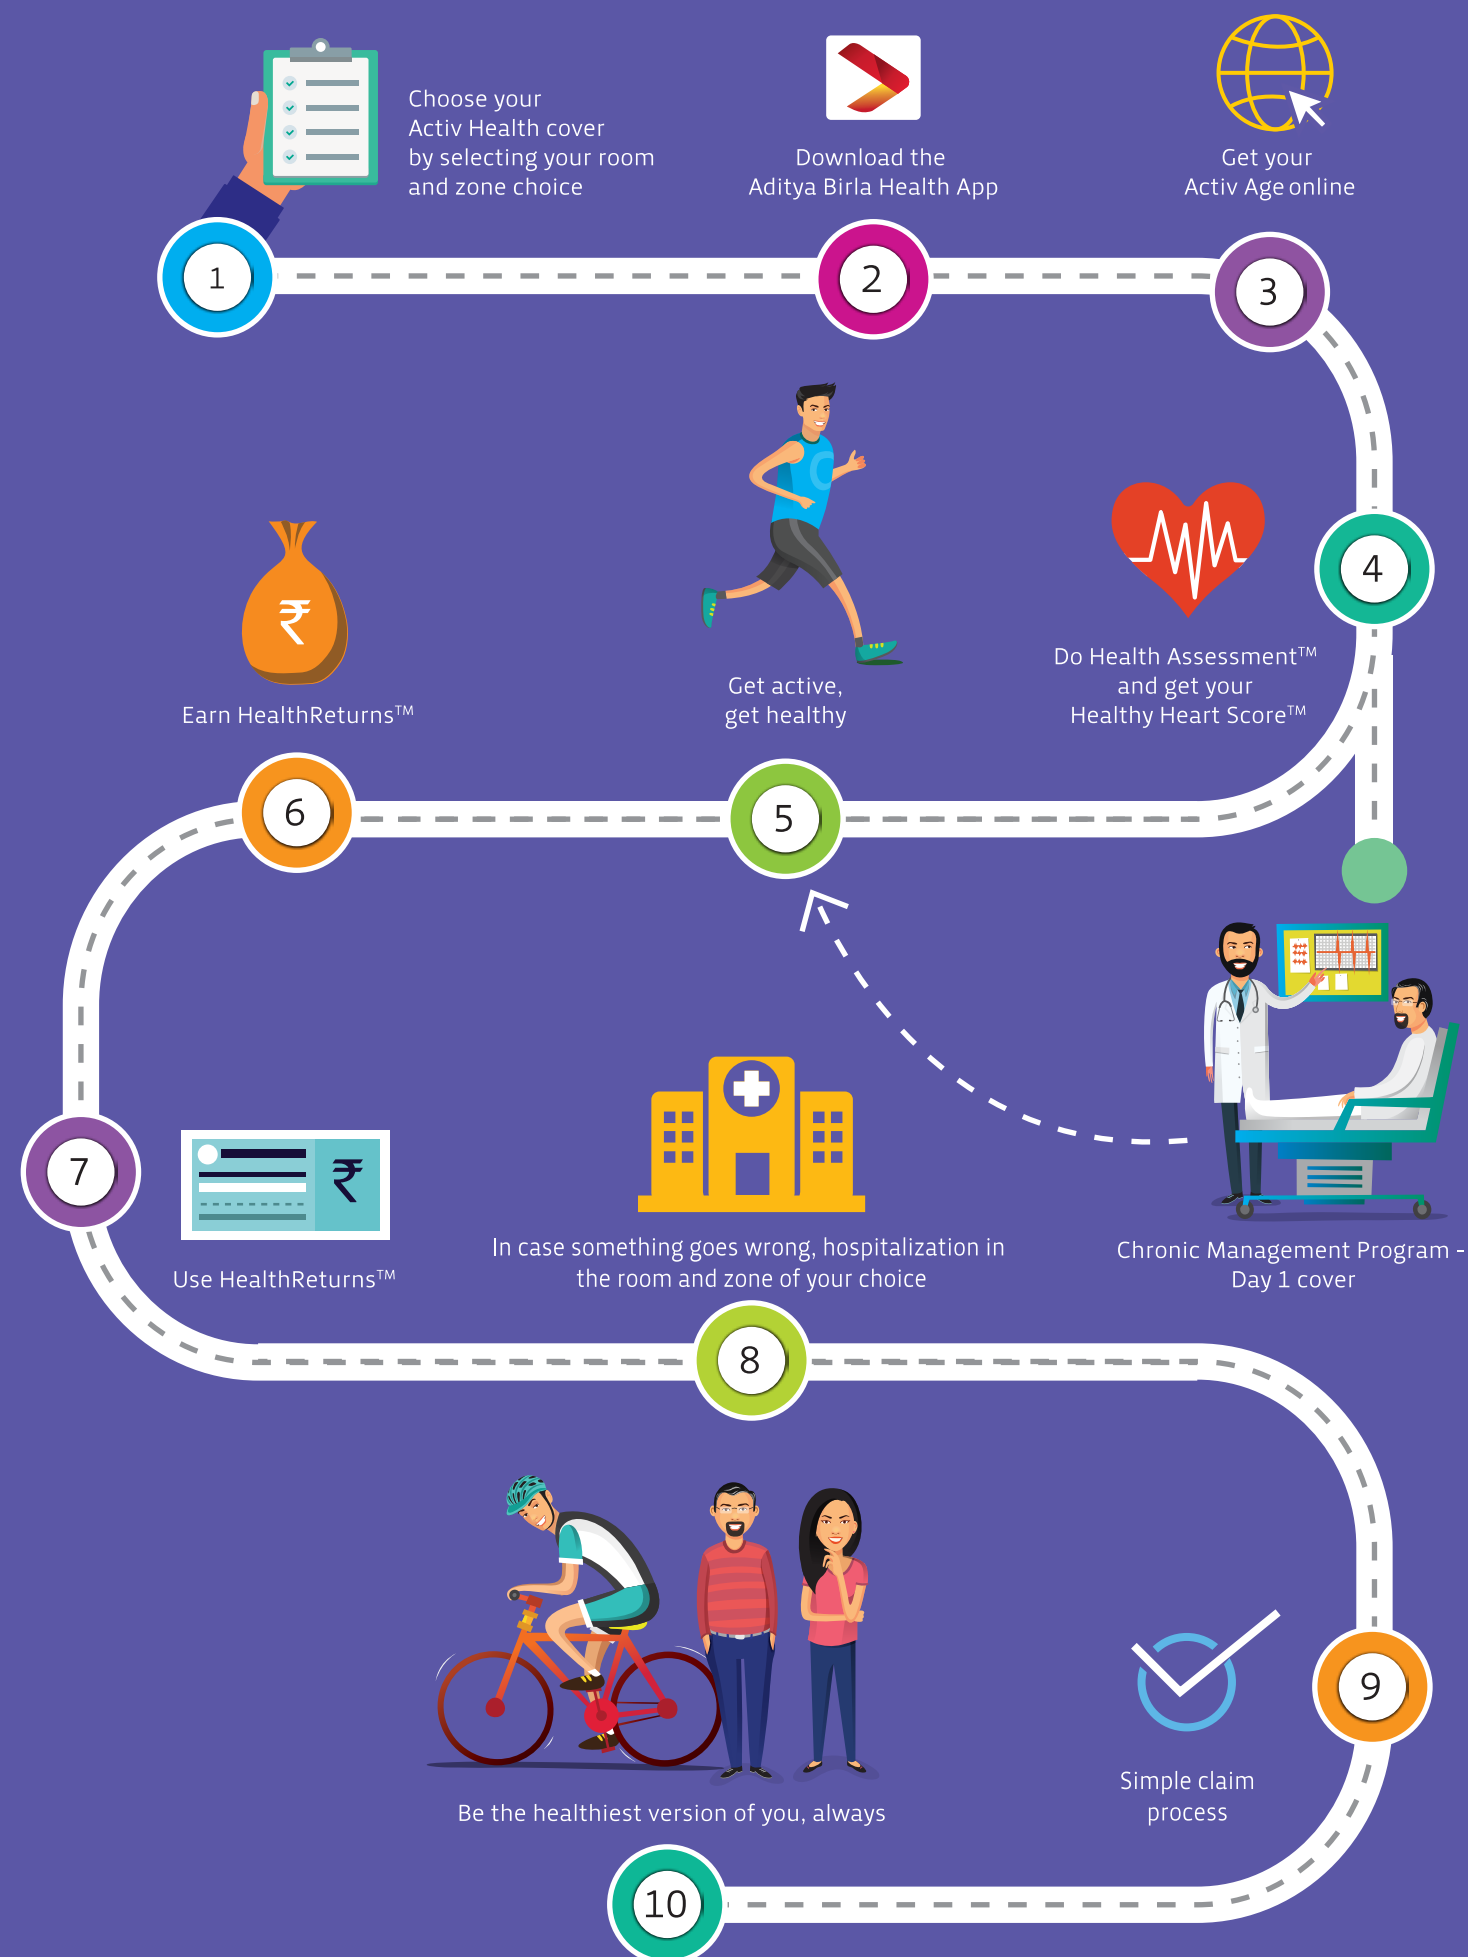 Choose your
Activ Health cover
by selecting your room
and zone choice
1
Download the
Aditya Birla Health App
2
Get your
Activ Age online
3
Do Health Assessment™
and get your
Healthy Heart Score™
4
Get active,
get healthy
5
₹
Earn HealthReturns™
6
Chronic Management Program -
Day 1 cover
7
₹
Use HealthReturns™
In case something goes wrong, hospitalization in
the room and zone of your choice
8
Simple claim
process
9
Be the healthiest version of you, always
10